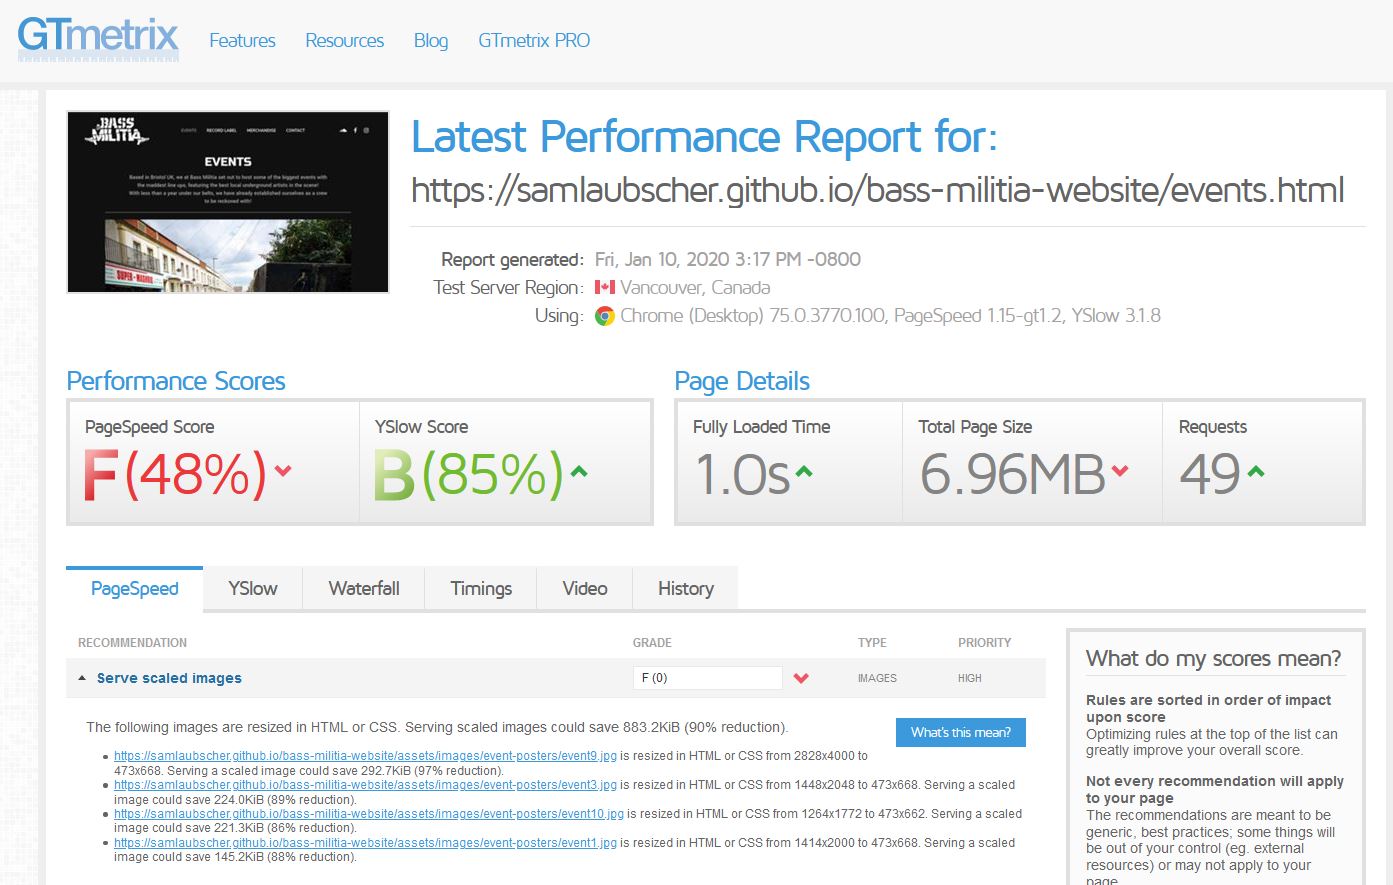 GTmetrix
Features Resources Blog GTmetrix PRO
BASS
MILITIA
EVENTS RECORD LABEL MERCHANDISE CONTACT
EVENTS
Based in Bristol UK, we at Bass Militia set out to host some of the biggest events with
the maddest line ups, featuring the best local underground artists in the scene!
With less than a year under our belts, we have already established ourselves as a crew
to be reckoned with!
Latest Performance Report for:
https://samlaubscher.github.io/bass-militia-website/events.html
Report generated: Fri, Jan 10, 2020 3:17 PM -0800
Test Server Region: Vancouver, Canada
Using: Chrome (Desktop) 75.0.3770.100, PageSpeed 1.15-gt1.2, YSlow 3.1.8
Performance Scores
PageSpeed Score
F(48%)
YSlow Score
B(85%)
Page Details
Fully Loaded Time
1.0s
Total Page Size
6.96MB
Requests
49
PageSpeed YSlow Waterfall Timings Video History
RECOMMENDATION GRADE TYPE PRIORITY
Serve scaled images F (0) IMAGES HIGH
The following images are resized in HTML or CSS. Serving scaled images could save 883.2KiB (90% reduction).
What's this mean?
https://samlaubscher.github.io/bass-militia-website/assets/images/event-posters/event9.jpg is resized in HTML or CSS from 2828x4000 to
473x668. Serving a scaled image could save 292.7KiB (97% reduction).
https://samlaubscher.github.io/bass-militia-website/assets/images/event-posters/event3.jpg is resized in HTML or CSS from 1448x2048 to 473x668. Serving a scaled
image could save 224.0KiB (89% reduction).
https://samlaubscher.github.io/bass-militia-website/assets/images/event-posters/event10.jpg is resized in HTML or CSS from 1264x1772 to 473x662. Serving a scaled
image could save 221.3KiB (86% reduction).
https://samlaubscher.github.io/bass-militia-website/assets/images/event-posters/event1.jpg is resized in HTML or CSS from 1414x2000 to 473x668. Serving a scaled
image could save 145.2KiB (88% reduction).
What do my scores mean?
Rules are sorted in order of impact
upon score
Optimizing rules at the top of the list can
greatly improve your overall score.
Not every recommendation will apply
to your page
The recommendations are meant to be
generic, best practices; some things will
be out of your control (eg. external
resources) or may not apply to your
page